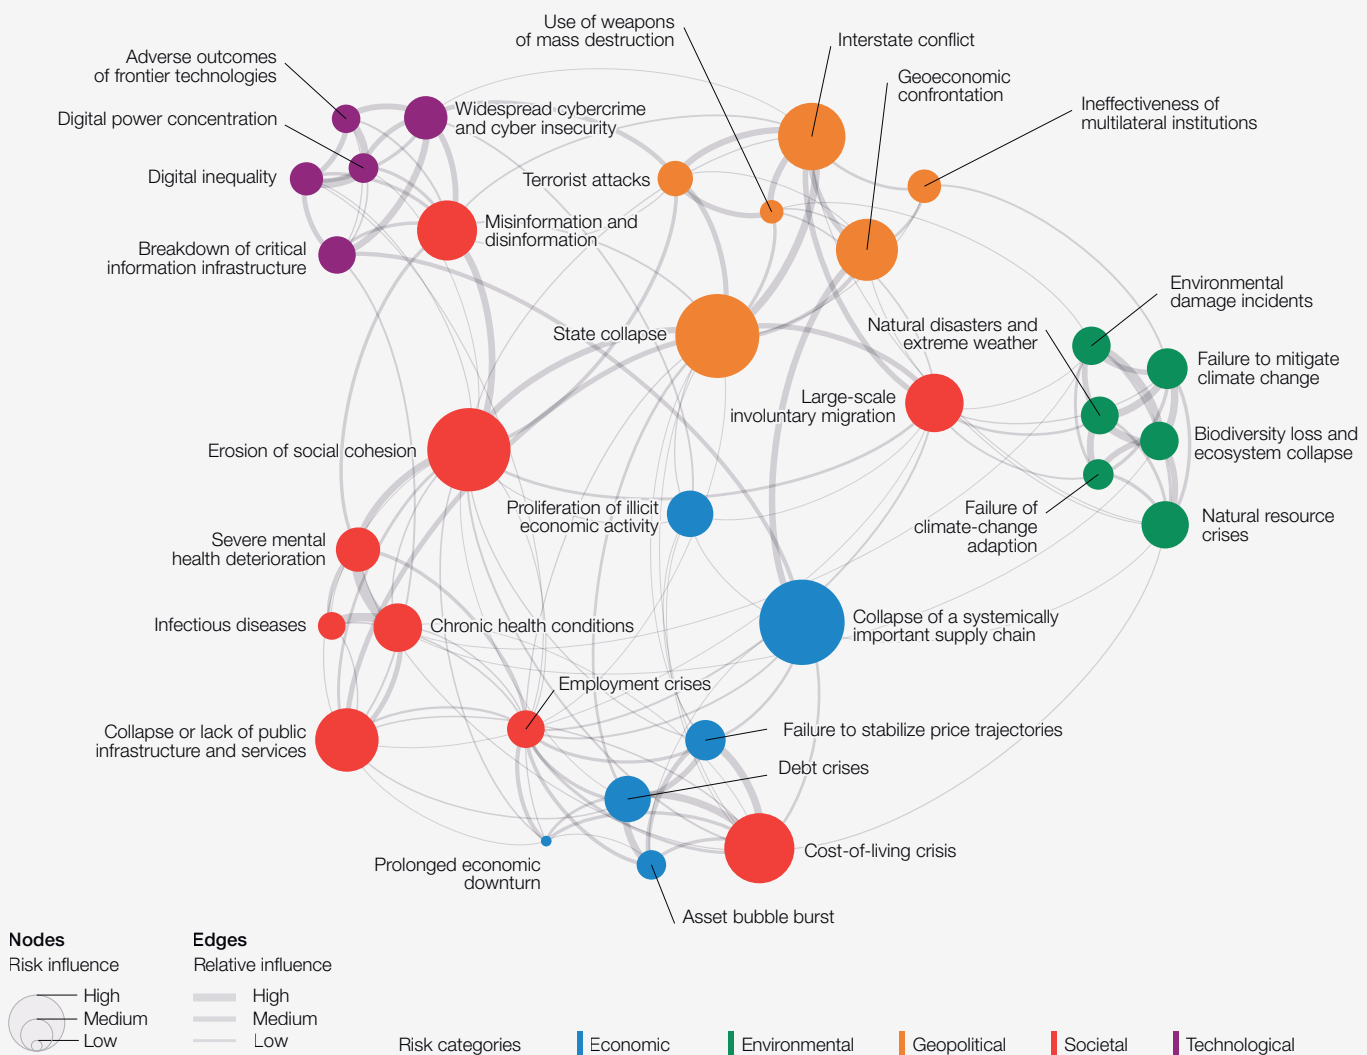 Use of weapons
of mass destruction
Interstate conflict
Adverse outcomes
of frontier technologies
Geoeconomic
confrontation
Ineffectiveness of
multilateral institutions
Digital power concentration
Widespread cybercrime
and cyber insecurity
Digital inequality
Terrorist attacks
Misinformation and
disinformation
Breakdown of critical
information infrastructure
Environmental
damage incidents
Natural disasters and
extreme weather
State collapse
Failure to mitigate
climate change
Large-scale
involuntary migration
Biodiversity loss and
ecosystem collapse
Erosion of social cohesion
Proliferation of illicit
economic activity
Failure of
climate-change
adaption
Natural resource
crises
Severe mental
health deterioration
Infectious diseases
Chronic health conditions
Collapse of a systemically
important supply chain
Employment crises
Collapse or lack of public
infrastructure and services
Failure to stabilize price trajectories
Debt crises
Prolonged economic
downturn
Cost-of-living crisis
Asset bubble burst
Nodes
Risk influence
High
Medium
Low
Edges
Relative influence
High
Medium
Low
Risk categories
Economic
Environmental
Geopolitical
Societal
Technological